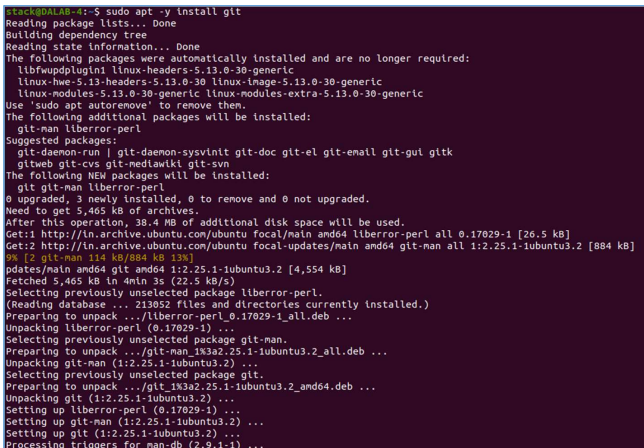 stack@DALAB-4:~$ sudo apt -y install git
Reading package lists... Done
Building dependency tree
Reading state information... Done
The following packages were automatically installed and are no longer required:
  libfwupdplugin1 linux-headers-5.13.0-30-generic
  linux-hwe-5.13-headers-5.13.0-30 linux-image-5.13.0-30-generic
  linux-modules-5.13.0-30-generic linux-modules-extra-5.13.0-30-generic
Use 'sudo apt autoremove' to remove them.
The following additional packages will be installed:
  git-man liberror-perl
Suggested packages:
  git-daemon-run | git-daemon-sysvinit git-doc git-el git-email git-gui gitk
  gitweb git-cvs git-mediawiki git-svn
The following NEW packages will be installed:
  git git-man liberror-perl
0 upgraded, 3 newly installed, 0 to remove and 0 not upgraded.
Need to get 5,465 kB of archives.
After this operation, 38.4 MB of additional disk space will be used.
Get:1 http://in.archive.ubuntu.com/ubuntu focal/main amd64 liberror-perl all 0.17029-1 [26.5 kB]
Get:2 http://in.archive.ubuntu.com/ubuntu focal-updates/main amd64 git-man all 1:2.25.1-1ubuntu3.2 [884 kB]
9% [2 git-man 114 kB/884 kB 13%]
pdates/main amd64 git amd64 1:2.25.1-1ubuntu3.2 [4,554 kB]
Fetched 5,465 kB in 4min 3s (22.5 kB/s)
Selecting previously unselected package liberror-perl.
(Reading database ... 213052 files and directories currently installed.)
Preparing to unpack .../liberror-perl_0.17029-1_all.deb ...
Unpacking liberror-perl (0.17029-1) ...
Selecting previously unselected package git-man.
Preparing to unpack .../git-man_1%3a2.25.1-1ubuntu3.2_all.deb ...
Unpacking git-man (1:2.25.1-1ubuntu3.2) ...
Selecting previously unselected package git.
Preparing to unpack .../git_1%3a2.25.1-1ubuntu3.2_amd64.deb ...
Unpacking git (1:2.25.1-1ubuntu3.2) ...
Setting up liberror-perl (0.17029-1) ...
Setting up git-man (1:2.25.1-1ubuntu3.2) ...
Setting up git (1:2.25.1-1ubuntu3.2) ...
Processing triggers for man-db (2.9.1-1) ...